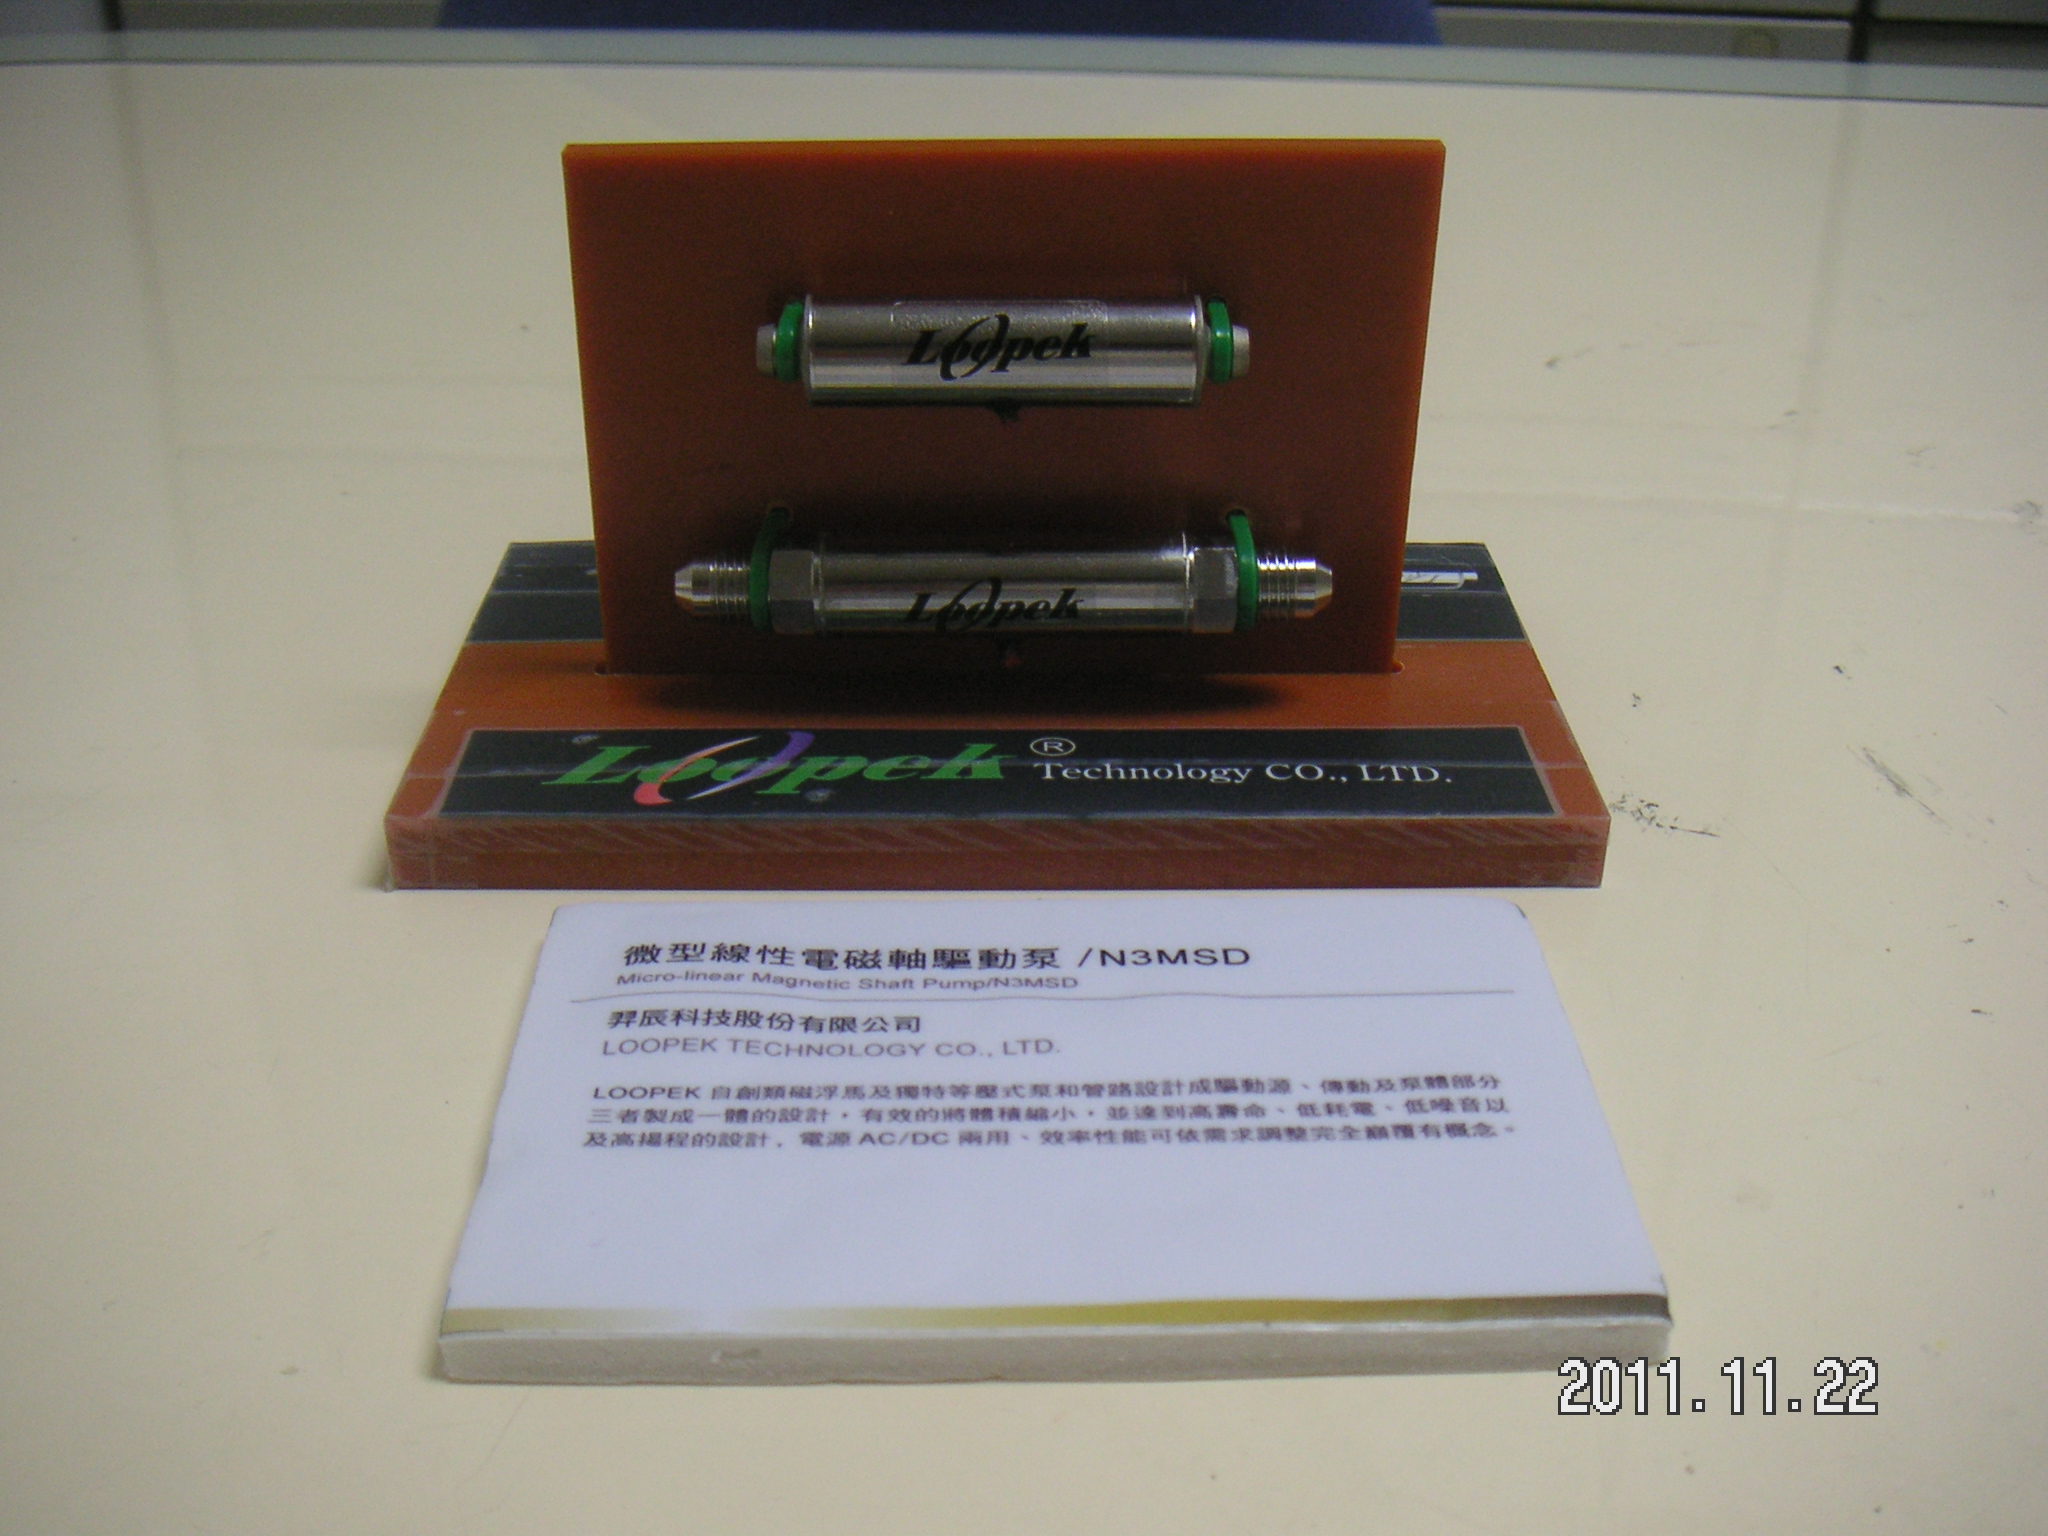 Loopek
Loopek
Loopek ® Technology CO., LTD.
微型線性電磁軸驅動泵 /N3MSD
Micro-linear Magnetic Shaft Pump/N3MSD
羿辰科技股份有限公司
LOOPEK TECHNOLOGY CO., LTD.
LOOPEK 自創類磁浮馬及獨特等壓式泵和管路設計成驅動源、傳動及泵體部分
三者製成一體的設計，有效的將體積縮小，並達到高壽命、低耗電、低噪音以
及高揚程的設計，電源 AC/DC 兩用、效率性能可依需求調整完全顛覆有概念。
2011.11.22